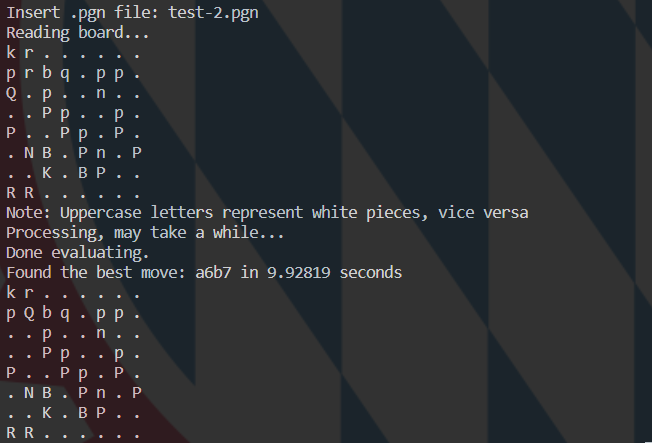 Insert .pgn file: test-2.pgn
Reading board...
k r . . . . . .
p r b q . p p .
Q . p . . n . .
. . P p . . p .
P . . P p . P .
. N B . P n . P
. . K . B P . .
R R . . . . . .
Note: Uppercase letters represent white pieces, vice versa
Processing, may take a while...
Done evaluating.
Found the best move: a6b7 in 9.92819 seconds
k r . . . . . .
p Q b q . p p .
. . p . . n . .
. . P p . . p .
P . . P p . P .
. N B . P n . P
. . K . B P . .
R R . . . . . .